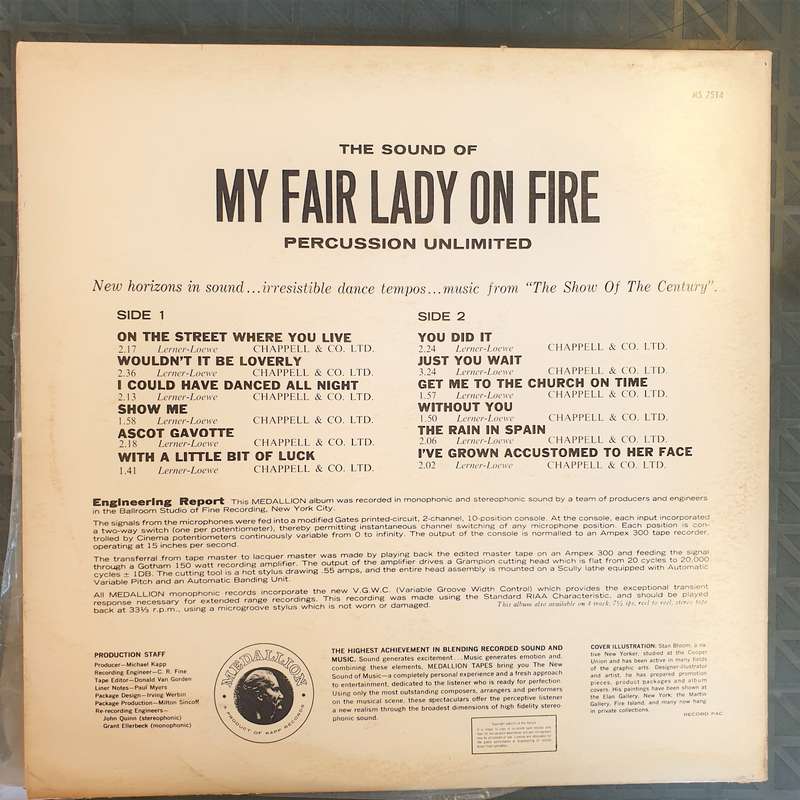 MS 7514
THE SOUND OF
MY FAIR LADY ON FIRE
PERCUSSION UNLIMITED
New horizons in sound...irresistible dance tempos...music from "The Show Of The Century".
SIDE 1
ON THE STREET WHERE YOU LIVE
2.17 Lerner-Loewe CHAPPELL & CO. LTD.
WOULDN'T IT BE LOVERLY
2.36 Lerner-Loewe CHAPPELL & CO. LTD.
I COULD HAVE DANCED ALL NIGHT
2.13 Lerner-Loewe CHAPPELL & CO. LTD.
SHOW ME
1.58 Lerner-Loewe CHAPPELL & CO. LTD.
ASCOT GAVOTTE
2.18 Lerner-Loewe CHAPPELL & CO. LTD.
WITH A LITTLE BIT OF LUCK
1.41 Lerner-Loewe CHAPPELL & CO. LTD.
SIDE 2
YOU DID IT
2.24 Lerner-Loewe CHAPPELL & CO. LTD.
JUST YOU WAIT
3.24 Lerner-Loewe CHAPPELL & CO. LTD.
GET ME TO THE CHURCH ON TIME
1.57 Lerner-Loewe CHAPPELL & CO. LTD.
WITHOUT YOU
1.50 Lerner-Loewe CHAPPELL & CO. LTD.
THE RAIN IN SPAIN
2.06 Lerner-Loewe CHAPPELL & CO. LTD.
I'VE GROWN ACCUSTOMED TO HER FACE
2.02 Lerner-Loewe CHAPPELL & CO. LTD.
Engineering Report This MEDALLION album was recorded in monophonic and stereophonic sound by a team of producers and engineers
in the Ballroom Studio of Fine Recording, New York City.
The signals from the microphones were fed into a modified Gates printed-circuit, 2-channel, 10-position console. At the console, each input incorporated
a two-way switch (one per potentiometer), thereby permitting instantaneous channel switching of any microphone position. Each position is con-
trolled by Cinema potentiometers continuously variable from 0 to infinity. The output of the console is normalled to an Ampex 300 tape recorder,
operating at 15 inches per second.
The transferral from tape master to lacquer master was made by playing back the edited master tape on an Ampex 300 and feeding the signal
through a Gotham 150 watt recording amplifier. The output of the amplifier drives a Grampion cutting head which is flat from 20 cycles to 20,000
cycles ± 1DB. The cutting tool is a hot stylus drawing .55 amps, and the entire head assembly is mounted on a Scully lathe equipped with Automatic
Variable Pitch and an Automatic Banding Unit.
All MEDALLION monophonic records incorporate the new V.G.W.C. (Variable Groove Width Control) which provides the exceptional transient
response necessary for extended range recordings. This recording was made using the Standard RIAA Characteristic, and should be played
back at 33⅓ r.p.m., using a microgroove stylus which is not worn or damaged. This album also available on 4 track, 7½ ips, reel to reel, stereo tape
PRODUCTION STAFF
Producer—Michael Kapp
Recording Engineer—C. R. Fine
Tape Editor—Donald Van Gorden
Liner Notes—Paul Myers
Package Design—Irving Werbin
Package Production—Milton Sincoff
Re-recording Engineers—
John Quinn (stereophonic)
Grant Ellerbeck (monophonic)
MEDALLION
A PRODUCT OF KAPP RECORDS
THE HIGHEST ACHIEVEMENT IN BLENDING RECORDED SOUND AND
MUSIC. Sound generates excitement...Music generates emotion and,
combining these elements, MEDALLION TAPES bring you The New
Sound of Music—a completely personal experience and a fresh approach
to entertainment, dedicated to the listener who is ready for perfection.
Using only the most outstanding composers, arrangers and performers
on the musical scene, these spectaculars offer the perceptive listener
a new realism through the broadest dimensions of high fidelity stereo-
phonic sound.
COVER ILLUSTRATION: Stan Bloom, a na-
tive New Yorker, studied at the Cooper
Union and has been active in many fields
of the graphic arts. Designer-illustrator
and artist, he has prepared promotion
pieces, product packages and album
covers. His paintings have been shown at
the Elan Gallery, New York; the Martin
Gallery, Fire Island, and many now hang
in private collections.
RECORD PAC